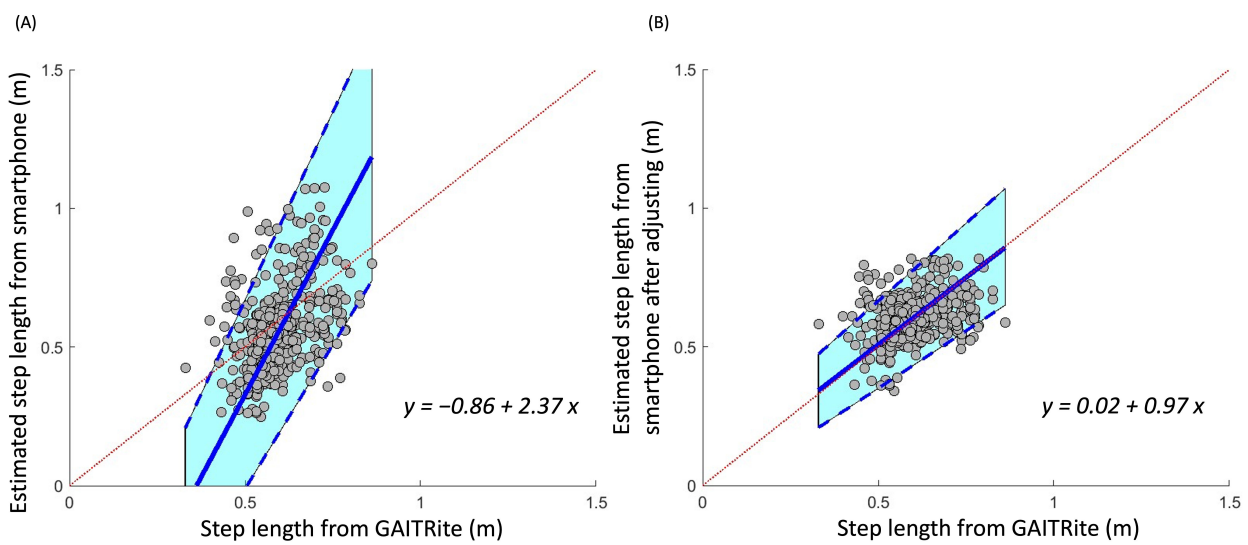 (A)
Estimated step length from smartphone (m)
1.5
1
0.5
0
0
0.5
1
1.5
y = −0.86 + 2.37 x
Step length from GAITRite (m)
(B)
Estimated step length from
smartphone after adjusting (m)
1.5
1
0.5
0
0
0.5
1
1.5
y = 0.02 + 0.97 x
Step length from GAITRite (m)